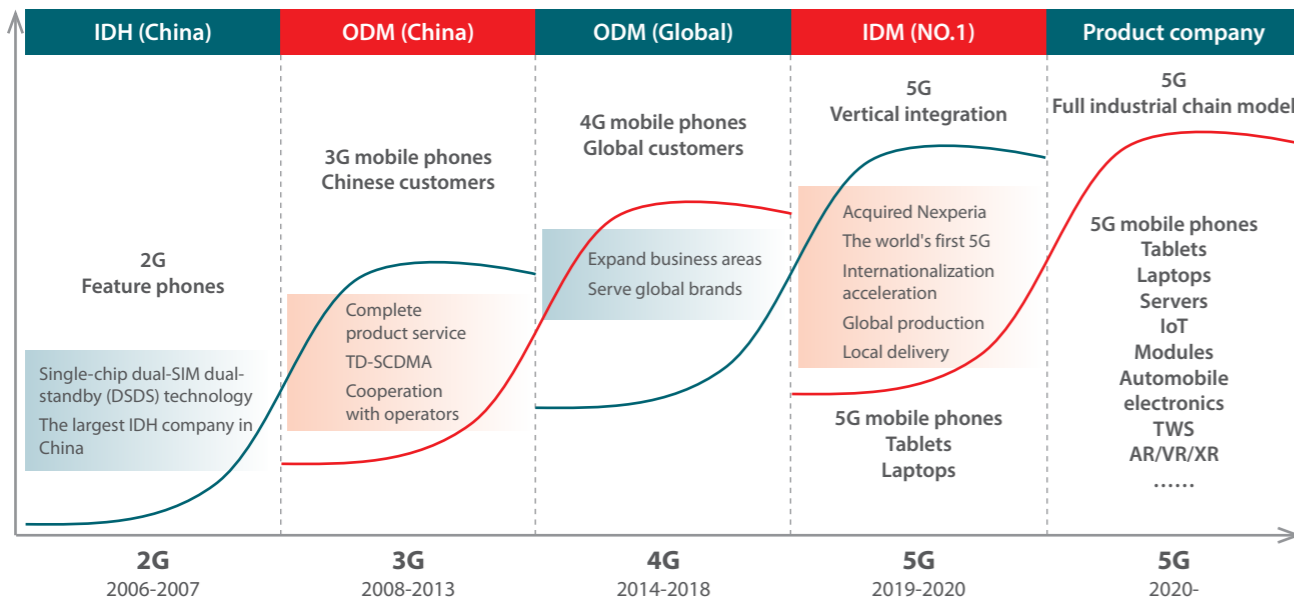 IDH (China)
ODM (China)
ODM (Global)
IDM (NO.1)
Product company
2G
Feature phones
Single-chip dual-SIM dual-
standby (DSDS) technology
The largest IDH company in
China
3G mobile phones
Chinese customers
Complete
product service
TD-SCDMA
Cooperation
with operators
4G mobile phones
Global customers
Expand business areas
Serve global brands
5G
Vertical integration
Acquired Nexperia
The world's first 5G
Internationalization
acceleration
Global production
Local delivery
5G mobile phones
Tablets
Laptops
5G
Full industrial chain model
5G mobile phones
Tablets
Laptops
Servers
IoT
Modules
Automobile
electronics
TWS
AR/VR/XR
......
2G
2006-2007
3G
2008-2013
4G
2014-2018
5G
2019-2020
5G
2020-